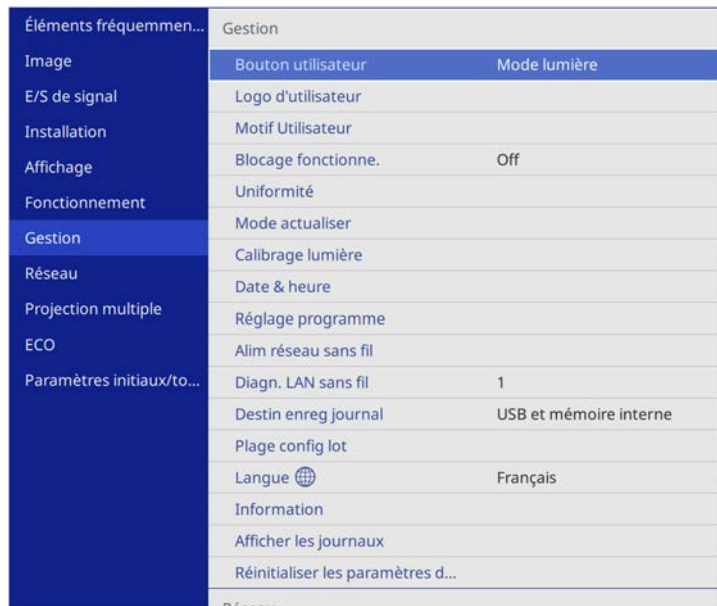 Éléments fréquemmen...
Image
E/S de signal
Installation
Affichage
Fonctionnement
Gestion
Réseau
Projection multiple
ECO
Paramètres initiaux/to...
Gestion
Bouton utilisateur Mode lumière
Logo d'utilisateur
Motif Utilisateur
Blocage fonctionne. Off
Uniformité
Mode actualiser
Calibrage lumière
Date & heure
Réglage programme
Alim réseau sans fil
Diagn. LAN sans fil 1
Destin enreg journal USB et mémoire interne
Plage config lot
Langue Français
Information
Afficher les journaux
Réinitialiser les paramètres d...